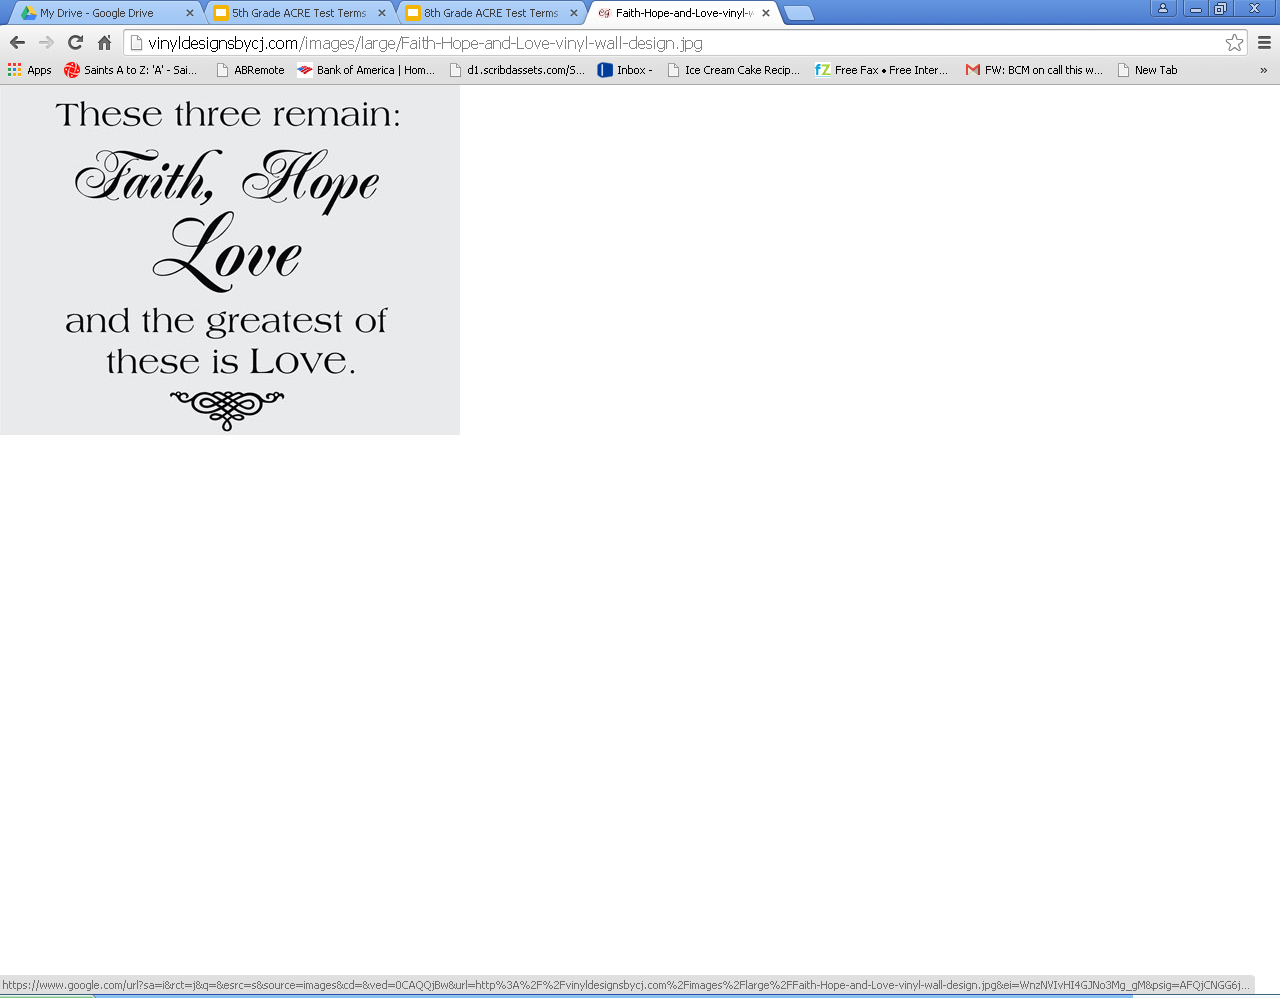 My Drive - Google Drive
5th Grade ACRE Test Terms
8th Grade ACRE Test Terms
Faith-Hope-and-Love-vinyl-w
vinyldesignsbycj.com/images/large/Faith-Hope-and-Love-vinyl-wall-design.jpg
Apps
Saints A to Z: 'A' - Sai...
ABRemote
Bank of America | Hom...
d1.scribdassets.com/S...
Inbox -
Ice Cream Cake Recip...
Free Fax • Free Inter...
FW: BCM on call this w...
New Tab
»
These three remain:
Faith, Hope
Love
and the greatest of
these is Love.
https://www.google.com/url?sa=i&rct=j&q=&esrc=s&source=images&cd=&ved=0CAQQjBw&url=http%3A%2F%2Fvinyldesignsbycj.com%2Fimages%2Flarge%2FFaith-Hope-and-Love-vinyl-wall-design.jpg&ei=WnzNVIvHI4GJNo3Mg_gM&psig=AFQjCNGG6j...